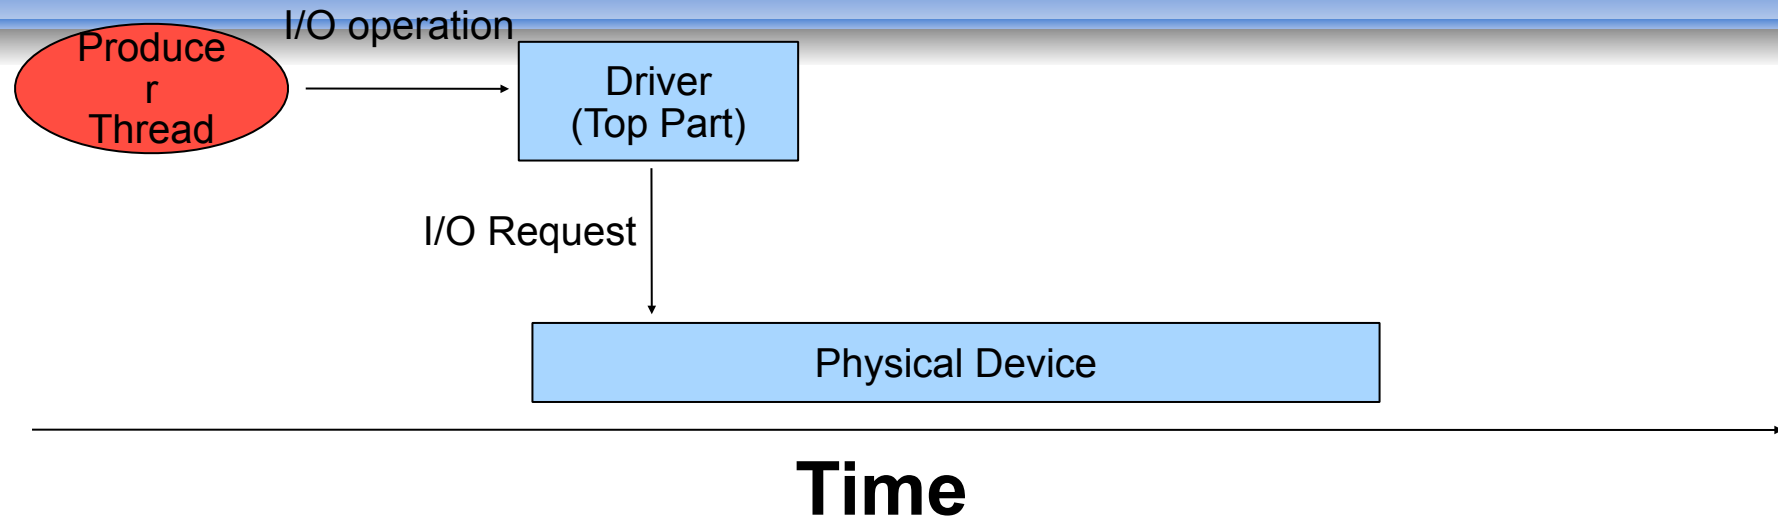 I/O operation
Produce
r
Thread
Driver
(Top Part)
I/O Request
Physical Device
Time